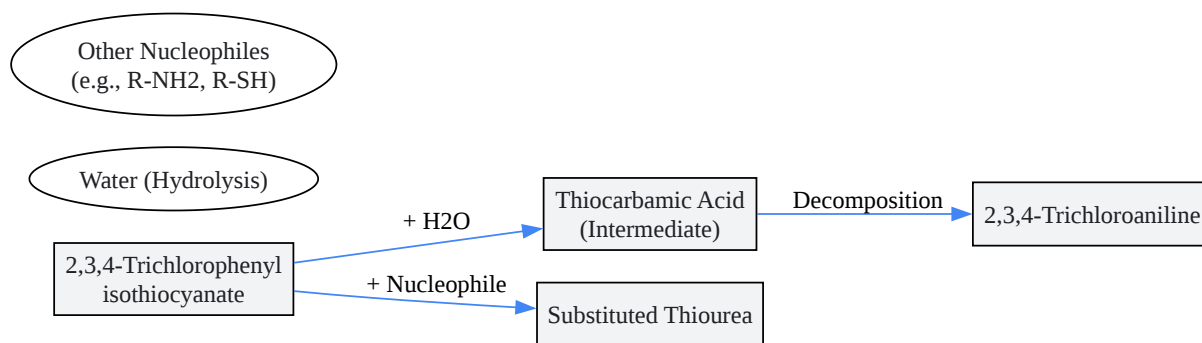 Other Nucleophiles
(e.g., R-NH2, R-SH)
Water (Hydrolysis)
2,3,4-Trichlorophenyl
isothiocyanate
+ H2O
+ Nucleophile
Thiocarbamic Acid
(Intermediate)
Substituted Thiourea
Decomposition
2,3,4-Trichloroaniline